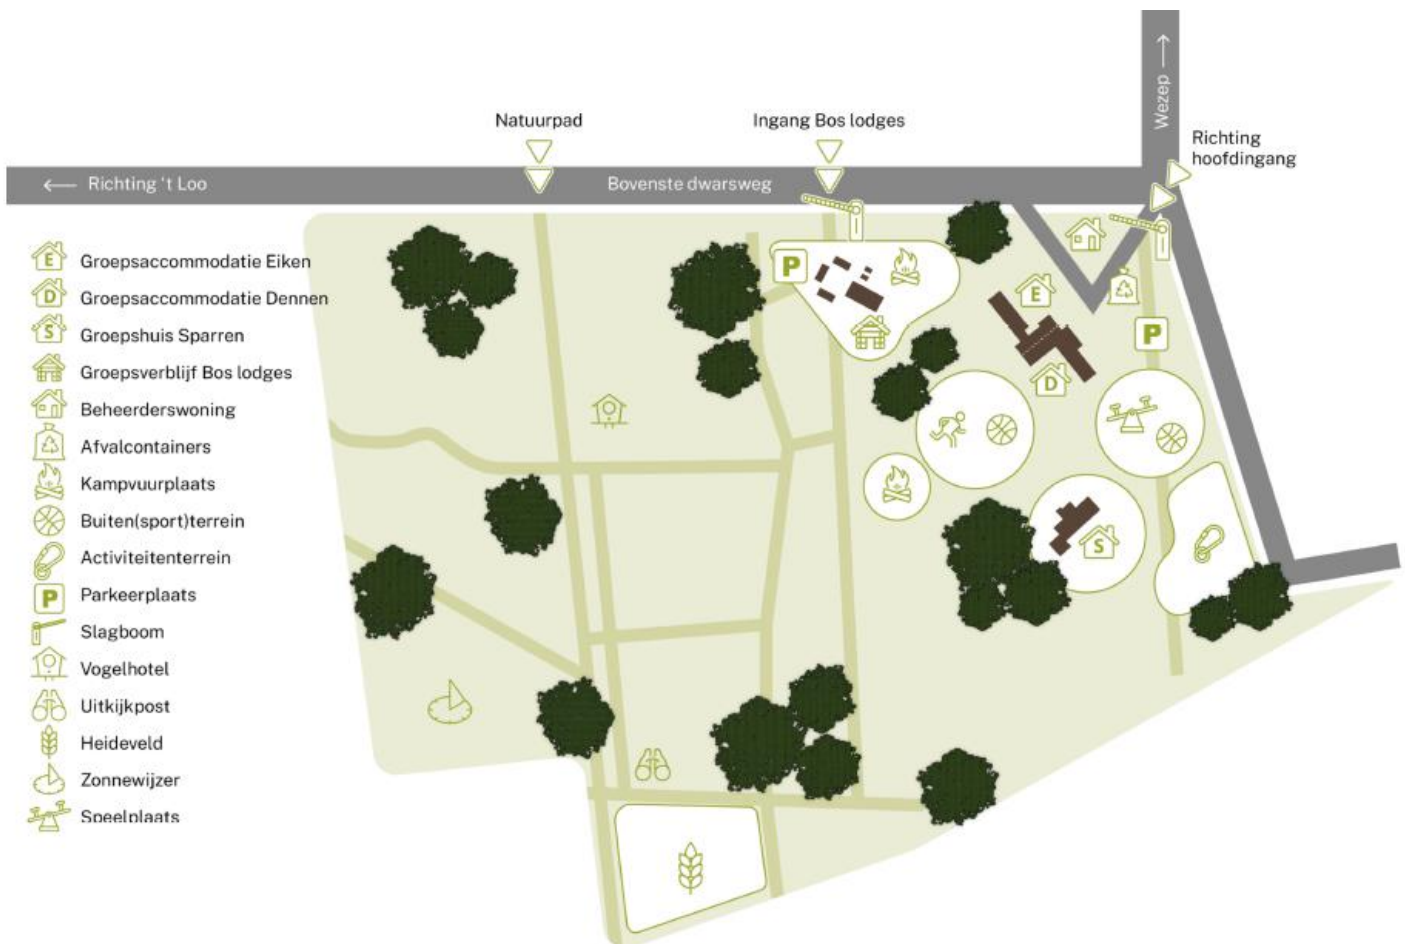 Wezep
Natuurpad
Ingang Bos lodges
Richting
hoofdingang
Richting 't Loo
Bovenste dwarsweg
E Groepsaccommodatie Eiken
D Groepsaccommodatie Dennen
S Groepshuis Sparren
Groepsverblijf Bos lodges
Beheerderswoning
Afvalcontainers
Kampvuurplaats
Buiten(sport)terrein
Activiteitenterrein
P Parkeerplaats
Slagboom
Vogelhotel
Uitkijkpost
Heideveld
Zonnewijzer
Speelplaats
P
E
P
D
S